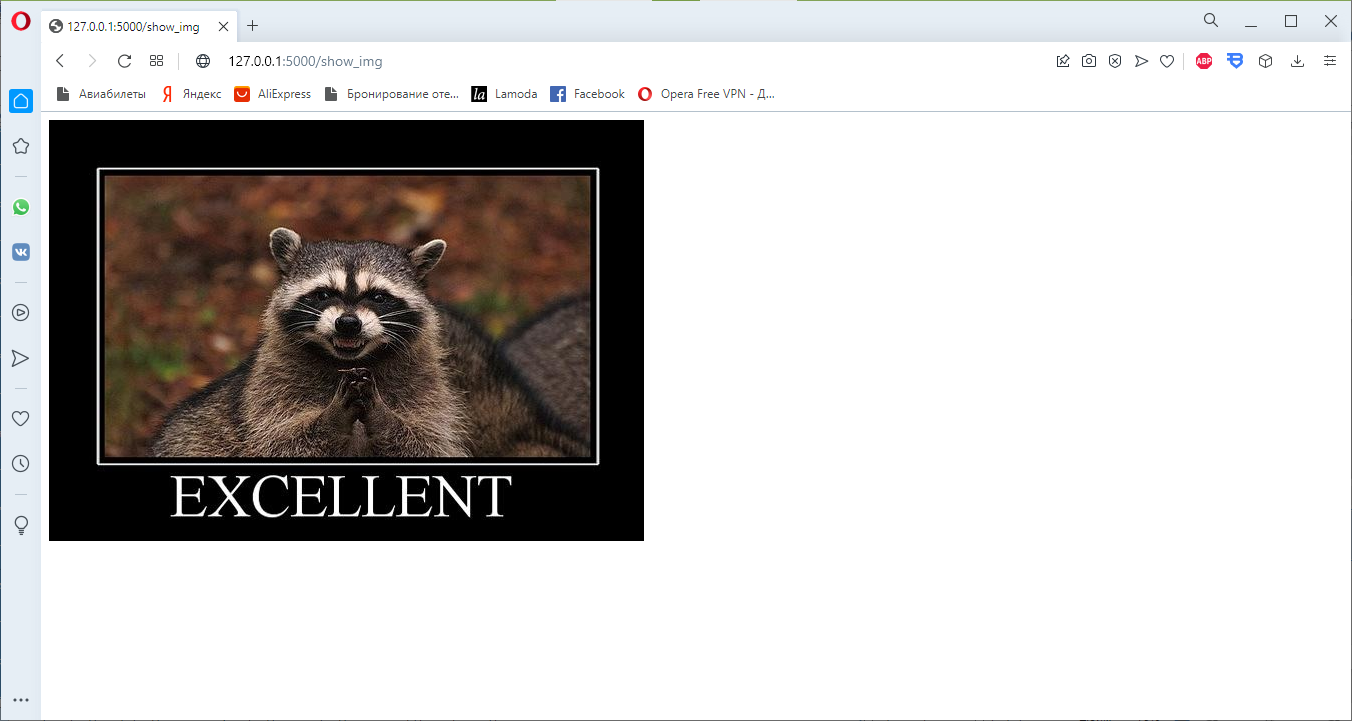 127.0.0.1:5000/show_img
127.0.0.1:5000/show_img
ABP
Авиабилеты Я Яндекс AliExpress Бронирование оте... la Lamoda Facebook Opera Free VPN - Д...
EXCELLENT